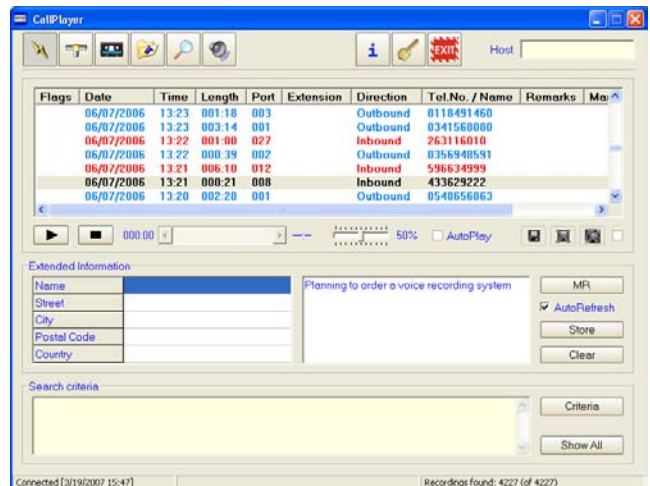 CallPlayer
EXIT Host
Flags Date Time Length Port Extension Direction Tel.No. / Name Remarks Ma
06/07/2006 13:23 001:18 003 Outbound 0118491460
06/07/2006 13:23 003:14 001 Outbound 0341560080
06/07/2006 13:22 001:00 027 Inbound 263116010
06/07/2006 13:22 000:39 002 Outbound 0356948591
06/07/2006 13:21 006:10 012 Inbound 596634999
06/07/2006 13:21 000:21 008 Inbound 433629222
06/07/2006 13:20 002:20 001 Outbound 0540656063
000:00 --:-- 50% AutoPlay
Extended Information
Name Planning to order a voice recording system MR
Street AutoRefresh
City Store
Postal Code
Country Clear
Search criteria
Criteria
Show All
Connected [3/19/2007 15:47] Recordings found: 4227 (of 4227)